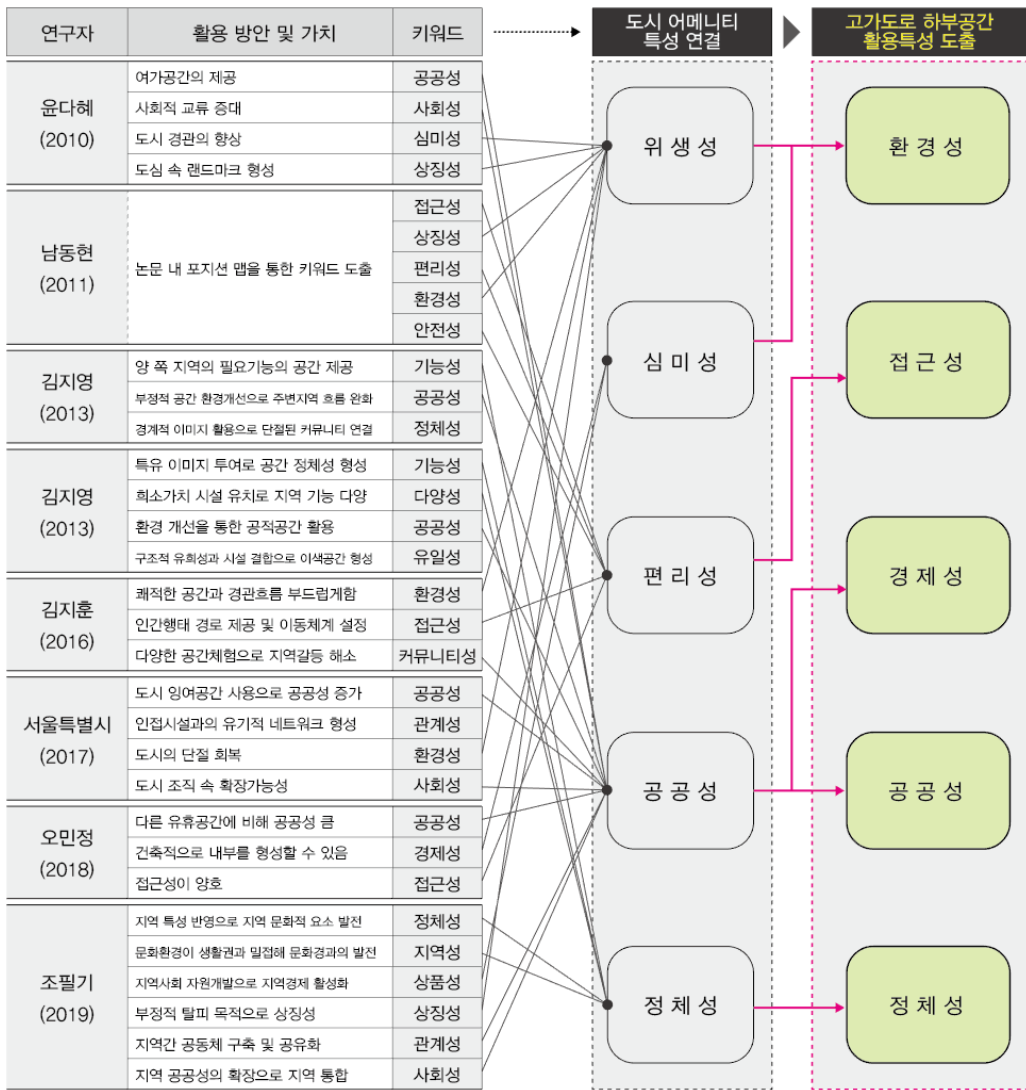 연구자
활용 방안 및 가치
키워드
도시 어메니티
특성 연결
고가도로 하부공간
활용특성 도출
윤다혜
(2010)
여가공간의 제공
공공성
사회적 교류 증대
사회성
도시 경관의 향상
심미성
도심 속 랜드마크 형성
상징성
남동현
(2011)
논문 내 포지션 맵을 통한 키워드 도출
접근성
상징성
편리성
환경성
안전성
김지영
(2013)
양 쪽 지역의 필요기능의 공간 제공
기능성
부정적 공간 환경개선으로 주변지역 흐름 완화
공공성
경계적 이미지 활용으로 단절된 커뮤니티 연결
정체성
김지영
(2013)
특유 이미지 투여로 공간 정체성 형성
기능성
희소가치 시설 유치로 지역 기능 다양
다양성
환경 개선을 통한 공적공간 활용
공공성
구조적 유희성과 시설 결합으로 이색공간 형성
유일성
김지훈
(2016)
쾌적한 공간과 경관흐름 부드럽게함
환경성
인간행태 경로 제공 및 이동체계 설정
접근성
다양한 공간체험으로 지역갈등 해소
커뮤니티성
서울특별시
(2017)
도시 잉여공간 사용으로 공공성 증가
공공성
인접시설과의 유기적 네트워크 형성
관계성
도시의 단절 회복
환경성
도시 조직 속 확장가능성
사회성
오민정
(2018)
다른 유휴공간에 비해 공공성 큼
공공성
건축적으로 내부를 형성할 수 있음
경제성
접근성이 양호
접근성
조필기
(2019)
지역 특성 반영으로 지역 문화적 요소 발전
정체성
문화환경이 생활권과 밀접해 문화경과의 발전
지역성
지역사회 자원개발으로 지역경제 활성화
상품성
부정적 탈피 목적으로 상징성
상징성
지역간 공동체 구축 및 공유화
관계성
지역 공공성의 확장으로 지역 통합
사회성
위생성
심미성
편리성
공공성
정체성
환경성
접근성
경제성
공공성
정체성